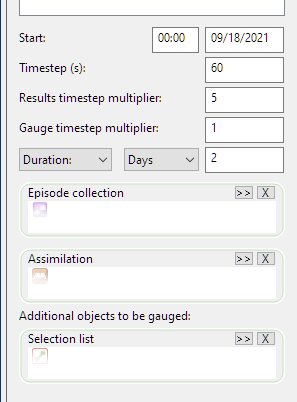 Start: 00:00 09/18/2021
Timestep (s): 60
Results timestep multiplier: 5
Gauge timestep multiplier: 1
Duration: Days 2
Episode collection >> X
Assimilation >> X
Additional objects to be gauged:
Selection list >> X